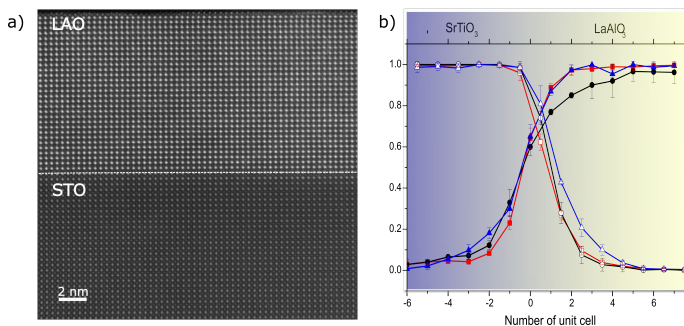 a)
LAO
STO
2 nm
b)
SrTiO3
LaAlO3
1.0
0.8
0.6
0.4
0.2
0.0
-6 -4 -2 0 2 4 6
Number of unit cell